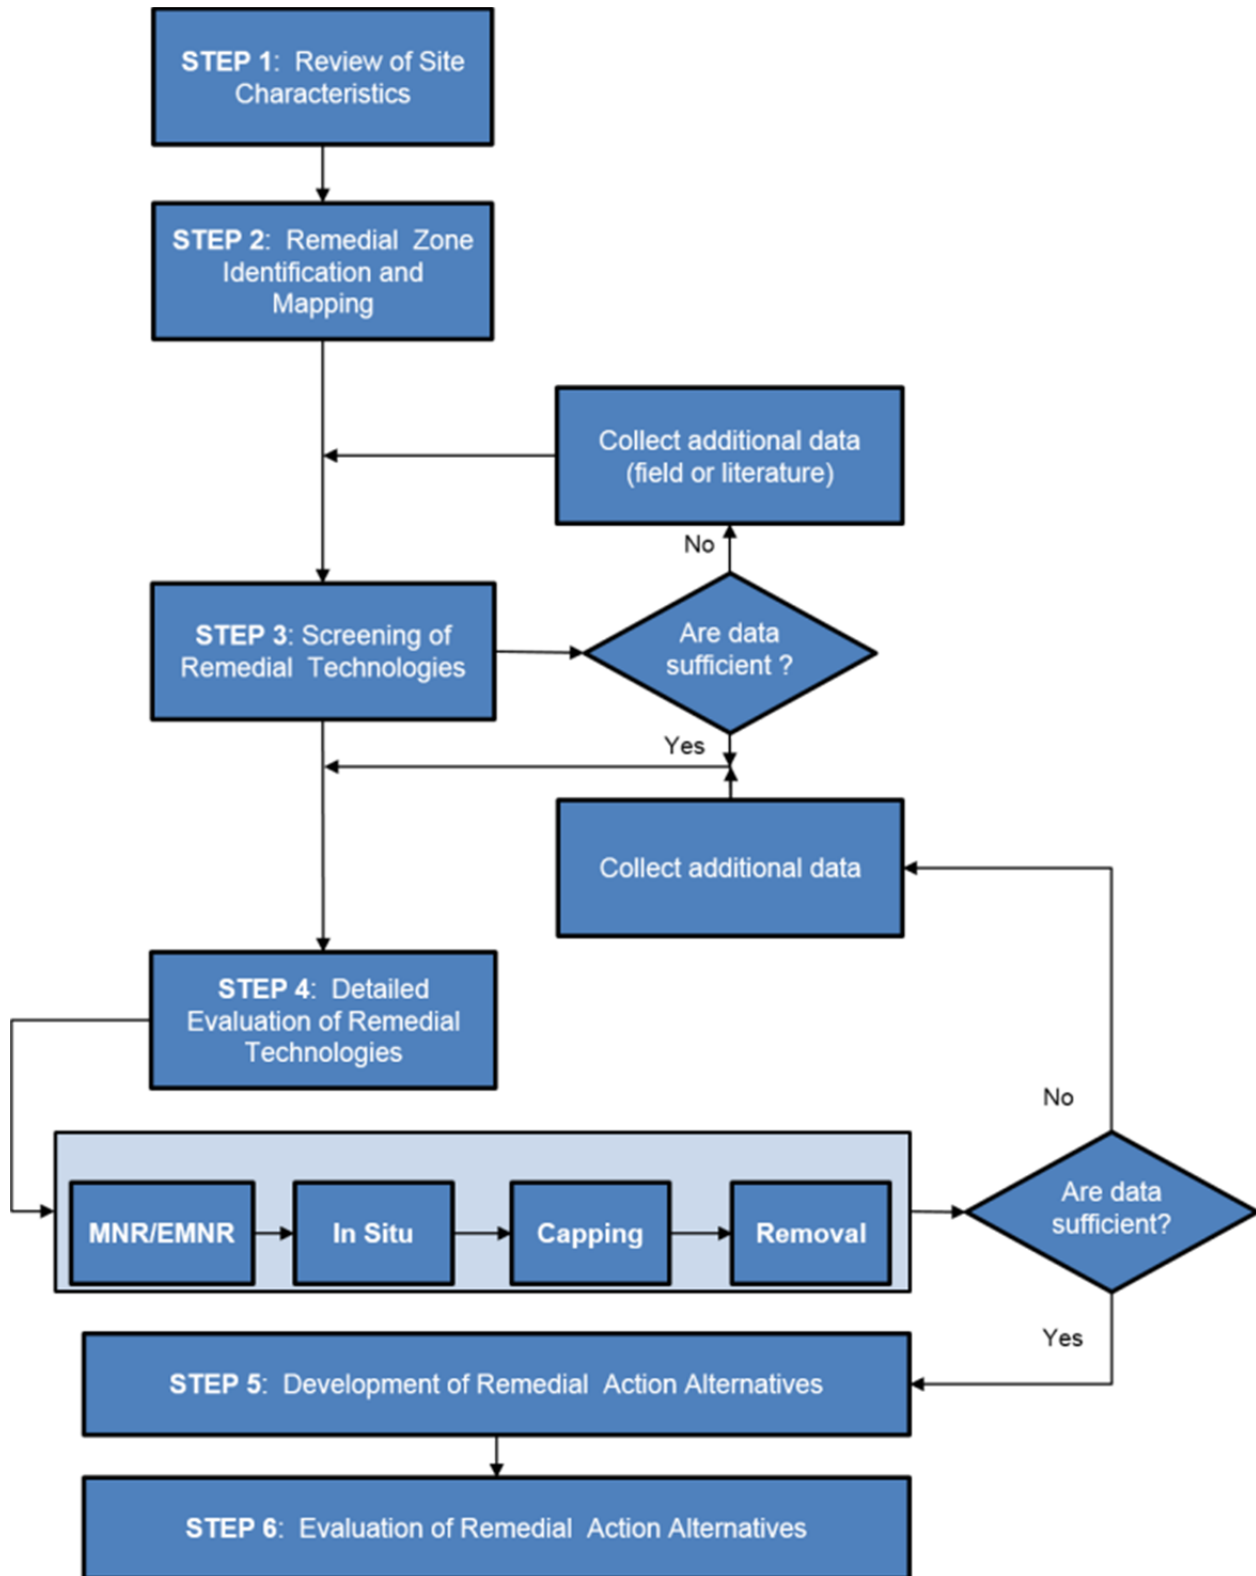 STEP 1: Review of Site
Characteristics
STEP 2: Remedial Zone
Identification and
Mapping
Collect additional data
(field or literature)
No
STEP 3: Screening of
Remedial Technologies
Are data
sufficient ?
Yes
Collect additional data
STEP 4: Detailed
Evaluation of Remedial
Technologies
No
MNR/EMNR
In Situ
Capping
Removal
Are data
sufficient?
Yes
STEP 5: Development of Remedial Action Alternatives
STEP 6: Evaluation of Remedial Action Alternatives